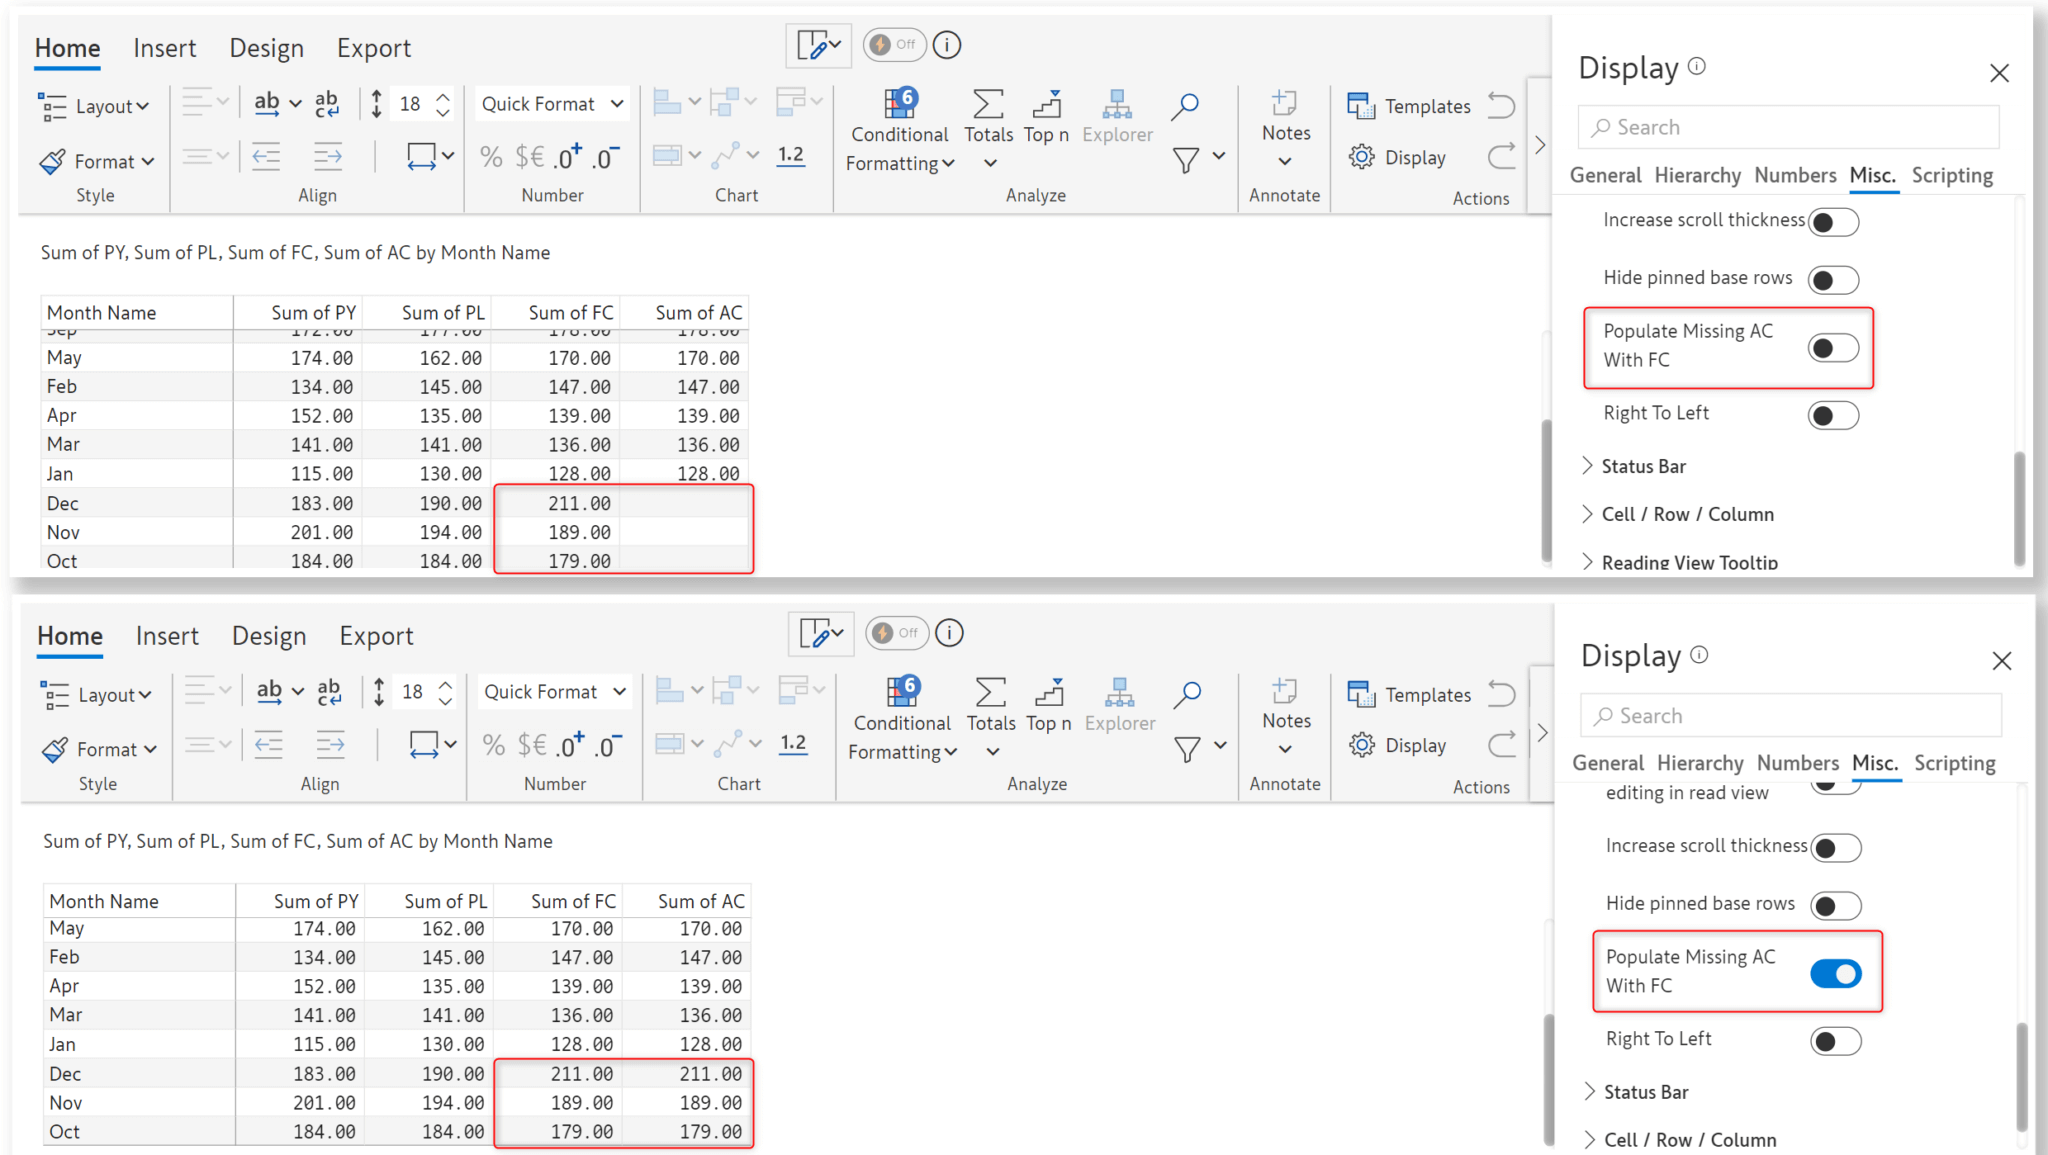 Home Insert Design Export Off i
Layout ab ab c 18 Quick Format Conditional Formatting 6 Totals Top n Explorer Notes Templates
Format % $€ .0+ .0- 1.2 Display
Style Align Number Chart Analyze Annotate Actions
Sum of PY, Sum of PL, Sum of FC, Sum of AC by Month Name
Month Name Sum of PY Sum of PL Sum of FC Sum of AC
Sep 172.00 177.00 178.00 178.00
May 174.00 162.00 170.00 170.00
Feb 134.00 145.00 147.00 147.00
Apr 152.00 135.00 139.00 139.00
Mar 141.00 141.00 136.00 136.00
Jan 115.00 130.00 128.00 128.00
Dec 183.00 190.00 211.00
Nov 201.00 194.00 189.00
Oct 184.00 184.00 179.00
Display i
Search
General Hierarchy Numbers Misc. Scripting
Increase scroll thickness
Hide pinned base rows
Populate Missing AC
With FC
Right To Left
Status Bar
Cell / Row / Column
Reading View Tooltip
Home Insert Design Export Off i
Layout ab ab c 18 Quick Format Conditional Formatting 6 Totals Top n Explorer Notes Templates
Format % $€ .0+ .0- 1.2 Display
Style Align Number Chart Analyze Annotate Actions
Sum of PY, Sum of PL, Sum of FC, Sum of AC by Month Name
Month Name Sum of PY Sum of PL Sum of FC Sum of AC
May 174.00 162.00 170.00 170.00
Feb 134.00 145.00 147.00 147.00
Apr 152.00 135.00 139.00 139.00
Mar 141.00 141.00 136.00 136.00
Jan 115.00 130.00 128.00 128.00
Dec 183.00 190.00 211.00 211.00
Nov 201.00 194.00 189.00 189.00
Oct 184.00 184.00 179.00 179.00
Display i
Search
General Hierarchy Numbers Misc. Scripting
editing in read view
Increase scroll thickness
Hide pinned base rows
Populate Missing AC
With FC
Right To Left
Status Bar
Cell / Row / Column